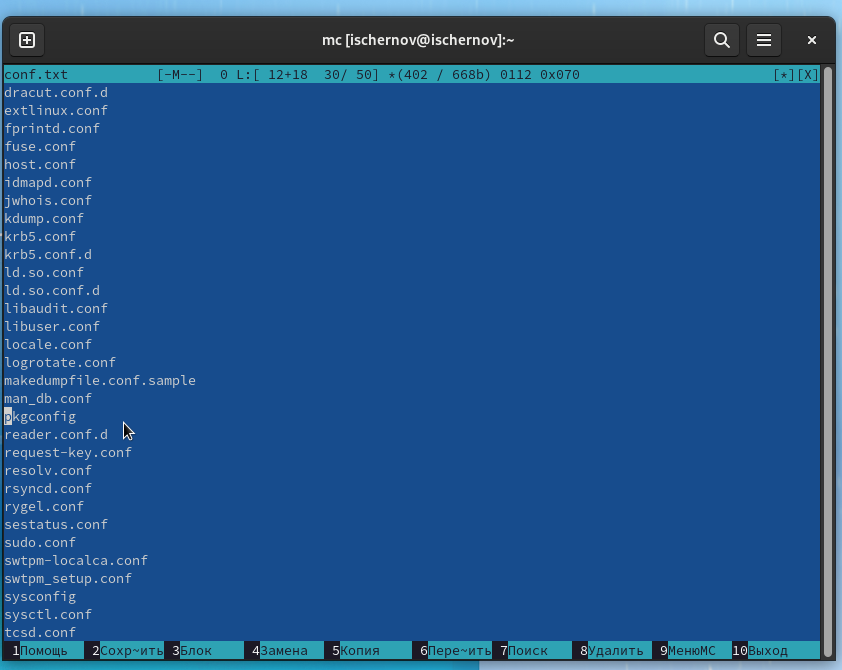 mc [ischernov@ischernov]:~
conf.txt [-M--] 0 L:[ 12+18 30/ 50] *(402 / 668b) 0112 0x070 [*][X]
dracut.conf.d
extlinux.conf
fprintd.conf
fuse.conf
host.conf
idmapd.conf
jwhois.conf
kdump.conf
krb5.conf
krb5.conf.d
ld.so.conf
ld.so.conf.d
libaudit.conf
libuser.conf
locale.conf
logrotate.conf
makedumpfile.conf.sample
man_db.conf
pkgconfig
reader.conf.d
request-key.conf
resolv.conf
rsyncd.conf
rygel.conf
sestatus.conf
sudo.conf
swtpm-localca.conf
swtpm_setup.conf
sysconfig
sysctl.conf
tcsd.conf
1Помощь 2Сохр~ить 3Блок 4Замена 5Копия 6Пере~ить 7Поиск 8Удалить 9МенюMC 10Выход